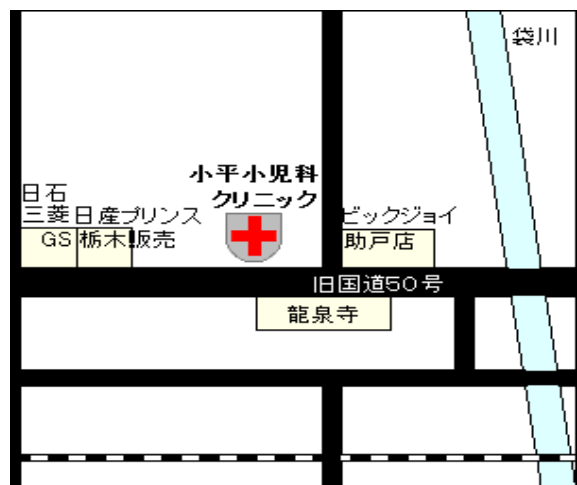 袋川
小平小児科
クリニック
日石
三菱
GS
日産プリンス
栃木販売
ビックジョイ
助戸店
旧国道50号
龍泉寺